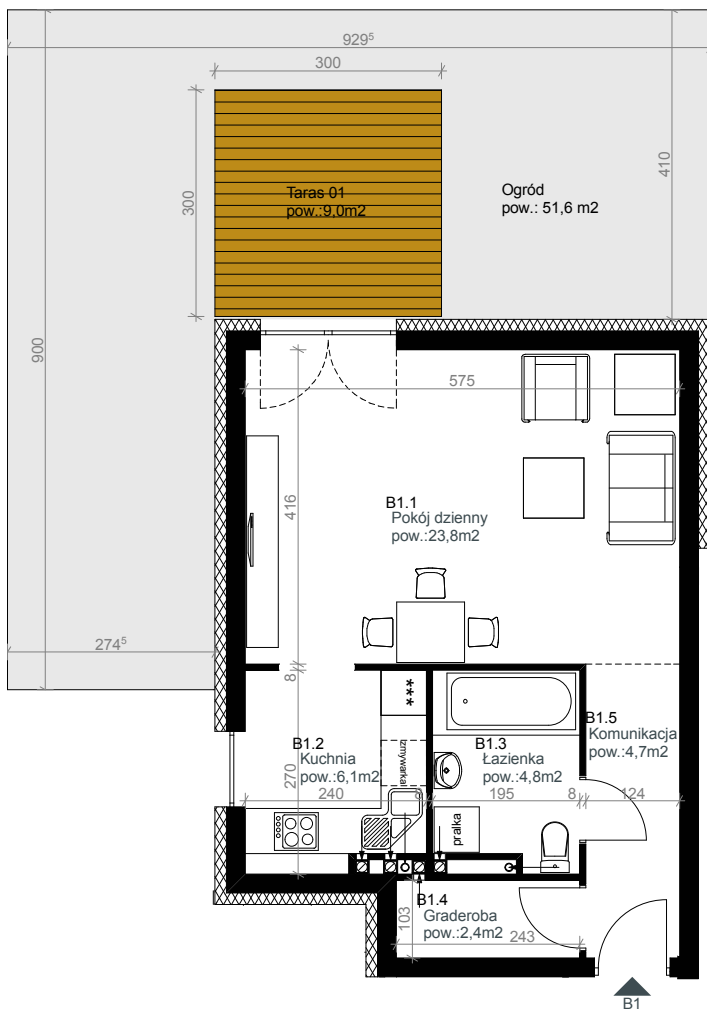 929⁵
300
Taras 01
pow.:9,0m2
Ogród
pow.: 51,6 m2
410
300
900
575
416
B1.1
Pokój dzienny
pow.:23,8m2
274⁵
8
***
B1.2
Kuchnia
pow.:6,1m2
zmywarka
B1.3
Łazienka
pow.:4,8m2
B1.5
Komunikacja
pow.:4,7m2
270
240
8
195
8
124
pralka
B1.4
Graderoba
pow.:2,4m2
103
243
B1